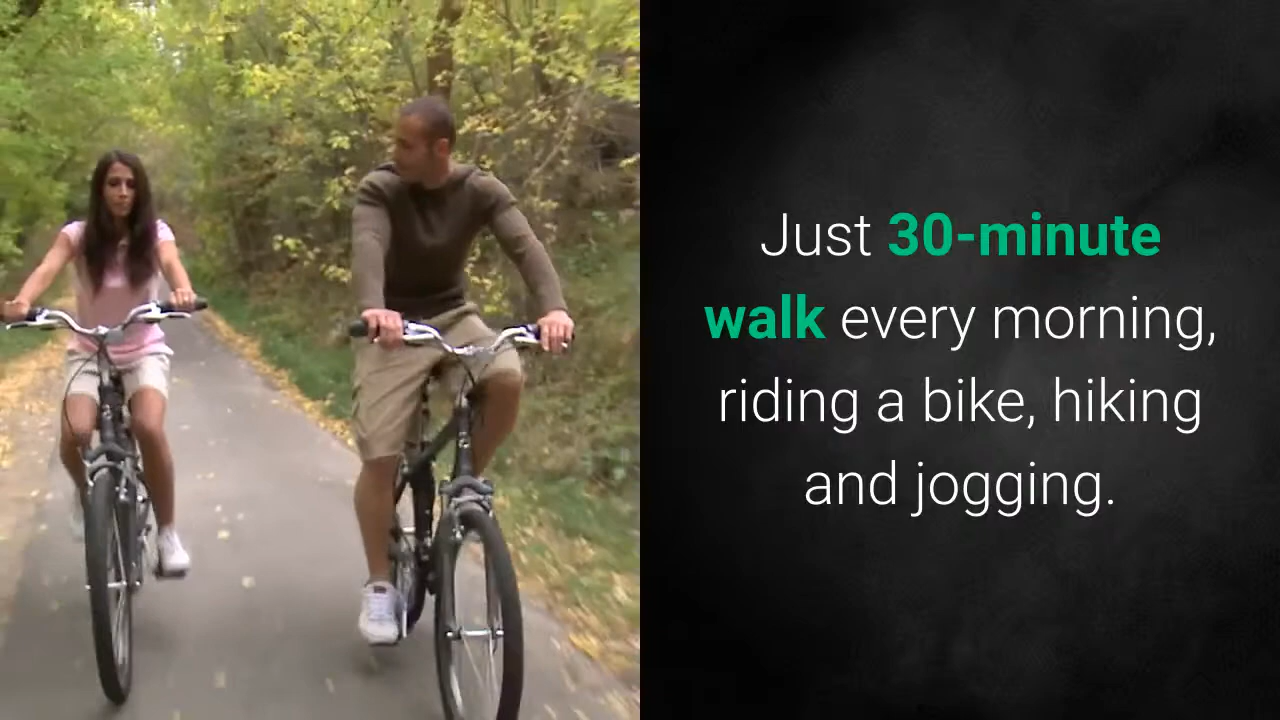 Just 30-minute
walk every morning,
riding a bike, hiking
and jogging.